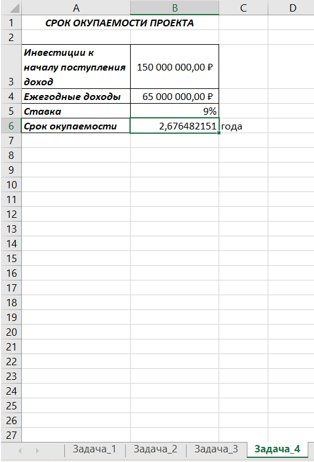 A B C D
1 СРОК ОКУПАЕМОСТИ ПРОЕКТА
2
Инвестиции к
началу поступления 150 000 000,00 ₽
3 доход
4 Ежегодные доходы 65 000 000,00 ₽
5 Ставка 9%
6 Срок окупаемости 2,676482151 года
7
8
9
10
11
12
13
14
15
16
17
18
19
20
21
22
23
24
25
26
27
Задача_1 Задача_2 Задача_3 Задача_4